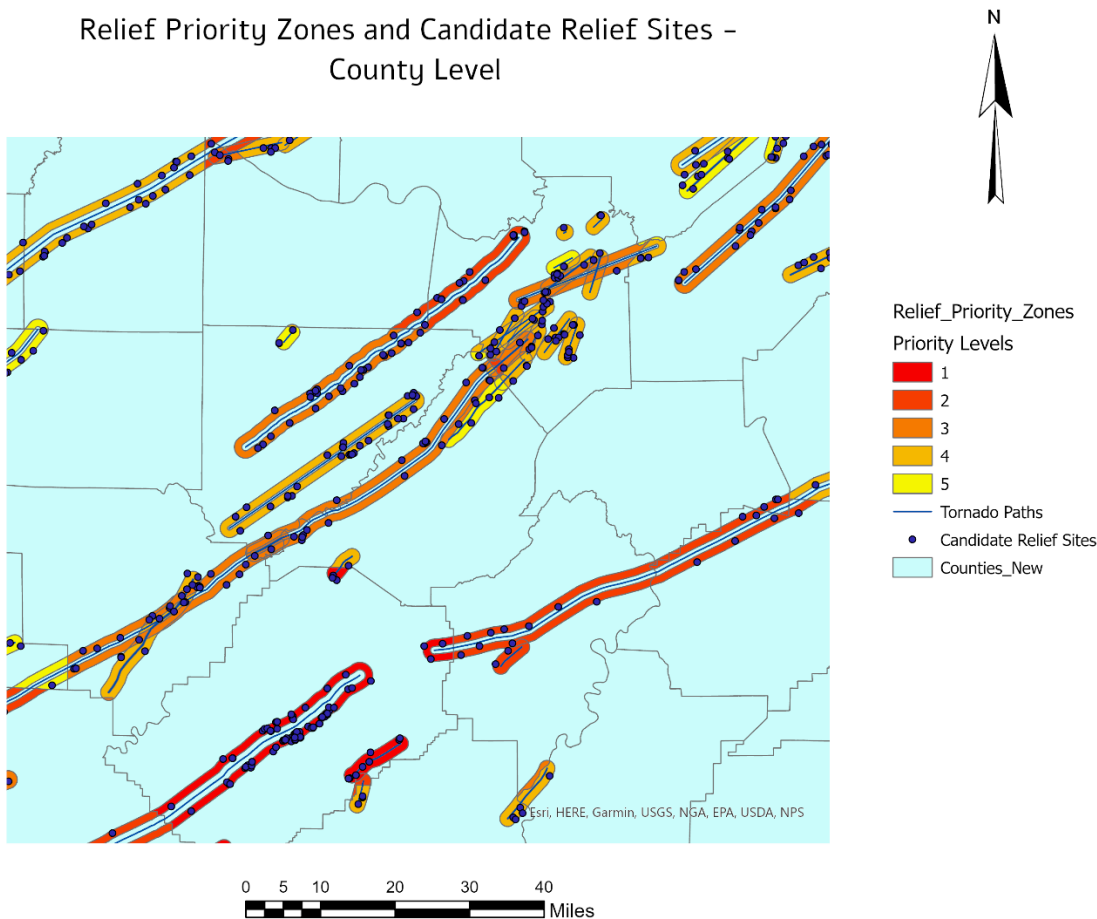 Relief Priority Zones and Candidate Relief Sites –
County Level
N
Relief_Priority_Zones
Priority Levels
1
2
3
4
5
Tornado Paths
Candidate Relief Sites
Counties_New
Esri, HERE, Garmin, USGS, NGA, EPA, USDA, NPS
0 5 10 20 30 40
Miles